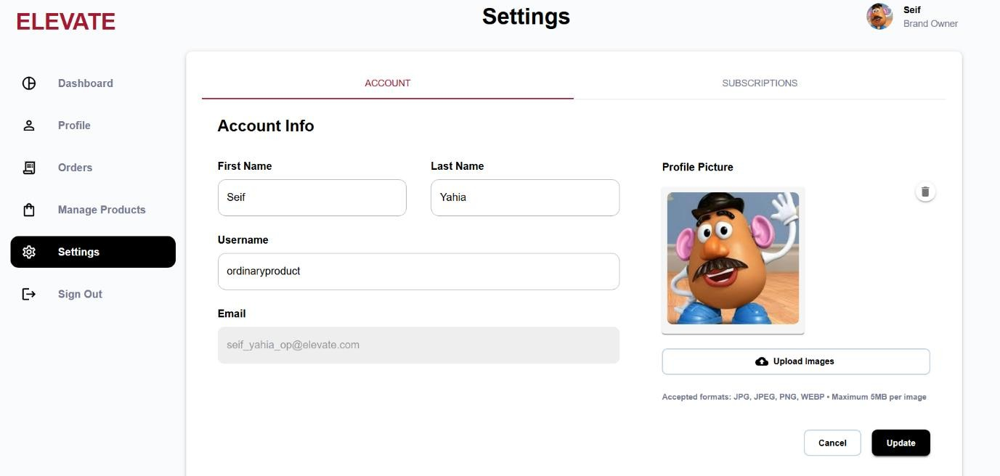 ELEVATE
Settings
Seif
Brand Owner
Dashboard
Profile
Orders
Manage Products
Settings
Sign Out
ACCOUNT
SUBSCRIPTIONS
Account Info
First Name
Last Name
Seif
Yahia
Username
ordinaryproduct
Email
seif_yahia_op@elevate.com
Profile Picture
Upload Images
Accepted formats: JPG, JPEG, PNG, WEBP • Maximum 5MB per image
Cancel
Update